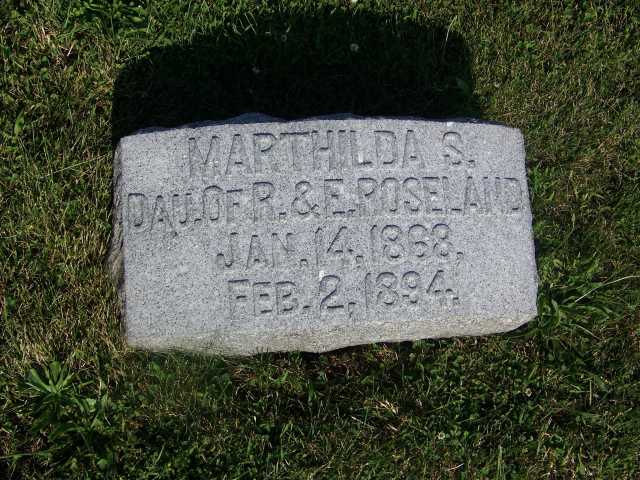 MARTHILDA S.
DAU. OF R. & E. ROSELAND
JAN. 14, 1868,
FEB. 2, 1894.